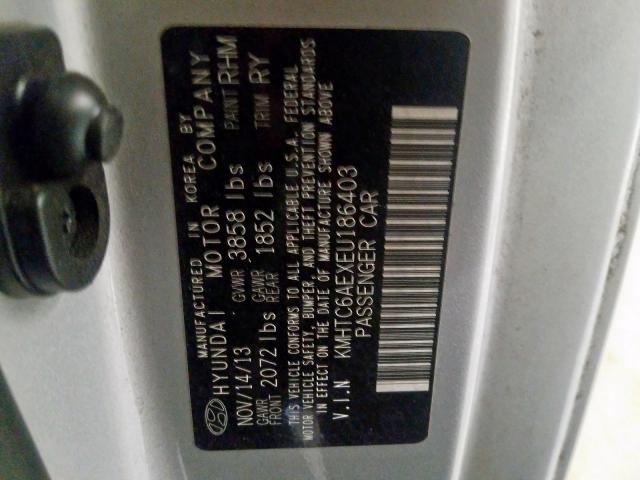 MANUFACTURED IN KOREA BY
HYUNDAI MOTOR COMPANY
NOV/14/13 GVWR 3858 lbs PAINT RHM
GAWR FRONT 2072 lbs GAWR REAR 1852 lbs TRIM RY
THIS VEHICLE CONFORMS TO ALL APPLICABLE U.S.A. FEDERAL
MOTOR VEHICLE SAFETY, BUMPER, AND THEFT PREVENTION STANDARDS
IN EFFECT ON THE DATE OF MANUFACTURE SHOWN ABOVE
V.I.N KMHTC6AEXEU186403
PASSENGER CAR